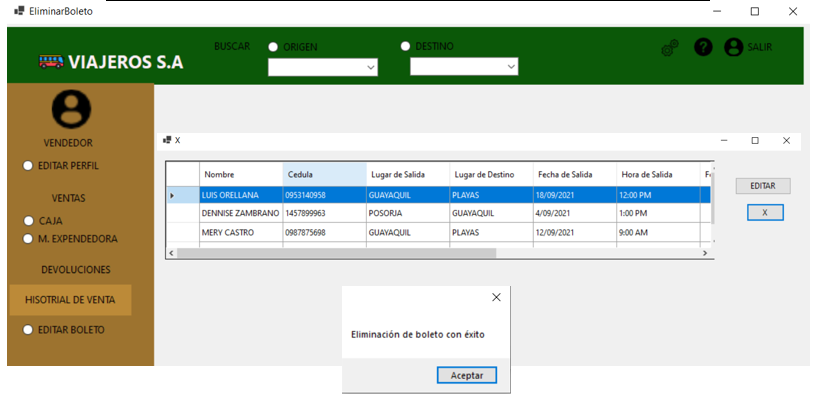 EliminarBoleto
VIAJEROS S.A
BUSCAR ORIGEN DESTINO
SALIR
VENDEDOR
EDITAR PERFIL
VENTAS
CAJA
M. EXPENDEDORA
DEVOLUCIONES
HISOTRIAL DE VENTA
EDITAR BOLETO
X
Nombre Cedula Lugar de Salida Lugar de Destino Fecha de Salida Hora de Salida
LUIS ORELLANA 0953140958 GUAYAQUIL PLAYAS 18/09/2021 12:00 PM
DENNISE ZAMBRANO 1457899963 POSORJA GUAYAQUIL 4/09/2021 1:00 PM
MERY CASTRO 0987875698 GUAYAQUIL PLAYAS 12/09/2021 9:00 AM
EDITAR
X
Eliminación de boleto con éxito
Aceptar